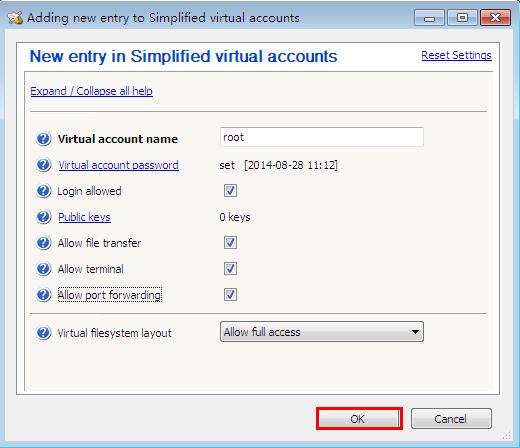 Adding new entry to Simplified virtual accounts
New entry in Simplified virtual accounts
Reset Settings
Expand / Collapse all help
Virtual account name root
Virtual account password set [2014-08-28 11:12]
Login allowed
Public keys 0 keys
Allow file transfer
Allow terminal
Allow port forwarding
Virtual filesystem layout Allow full access
OK Cancel